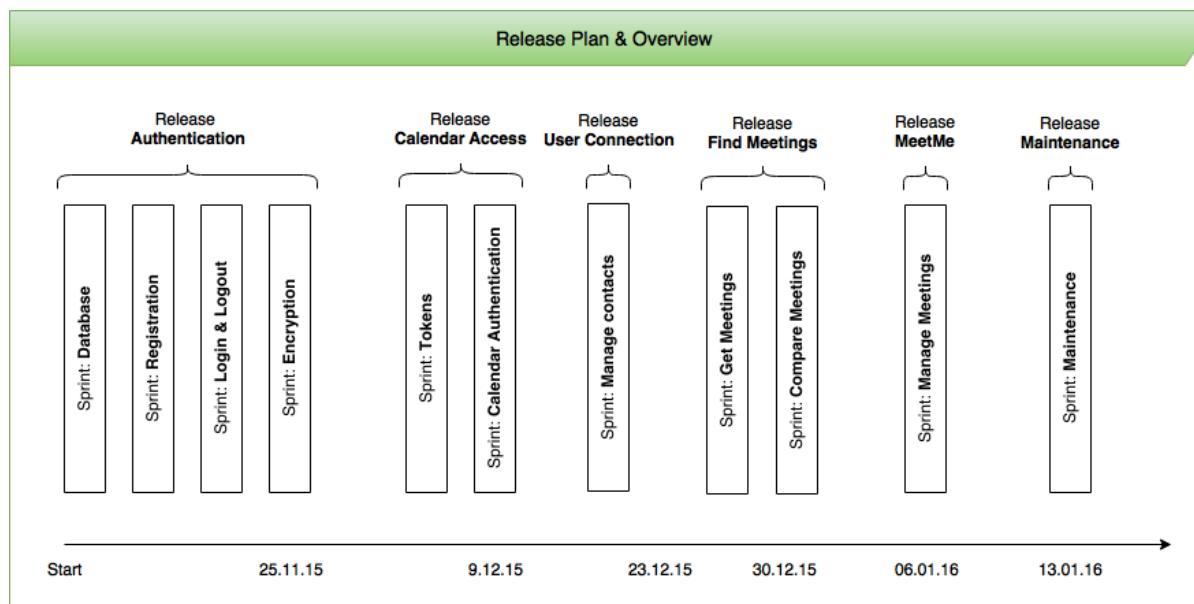 Release Plan & Overview
Release
Authentication
Release
Calendar Access
Release
User Connection
Release
Find Meetings
Release
MeetMe
Release
Maintenance
Sprint: Database
Sprint: Registration
Sprint: Login & Logout
Sprint: Encryption
Sprint: Tokens
Sprint: Calendar Authentication
Sprint: Manage contacts
Sprint: Get Meetings
Sprint: Compare Meetings
Sprint: Manage Meetings
Sprint: Maintenance
Start
25.11.15
9.12.15
23.12.15
30.12.15
06.01.16
13.01.16